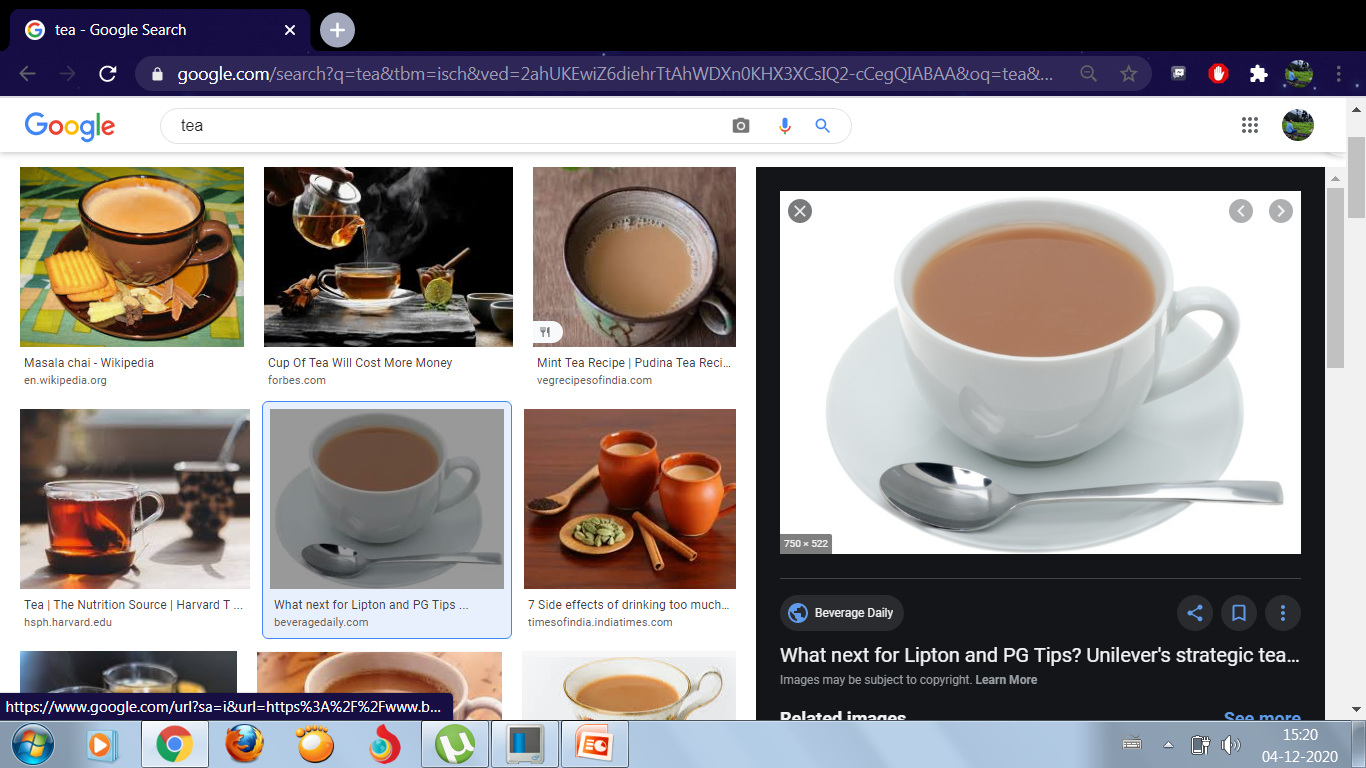 tea - Google Search
google.com/search?q=tea&tbm=isch&ved=2ahUKEwiZ6diehrTtAhWDXn0KHX3XCsIQ2-cCegQIABAA&oq=tea&...
Google
tea
Masala chai - Wikipedia
en.wikipedia.org
Cup Of Tea Will Cost More Money
forbes.com
Mint Tea Recipe | Pudina Tea Reci...
vegrecipesofindia.com
Tea | The Nutrition Source | Harvard T ...
hsph.harvard.edu
What next for Lipton and PG Tips ...
beveragedaily.com
7 Side effects of drinking too much...
timesofindia.indiatimes.com
750 × 522
Beverage Daily
What next for Lipton and PG Tips? Unilever's strategic tea...
Images may be subject to copyright. Learn More
Related images
See more
https://www.google.com/url?sa=i&url=https%3A%2F%2Fwww.b...
15:20
04-12-2020